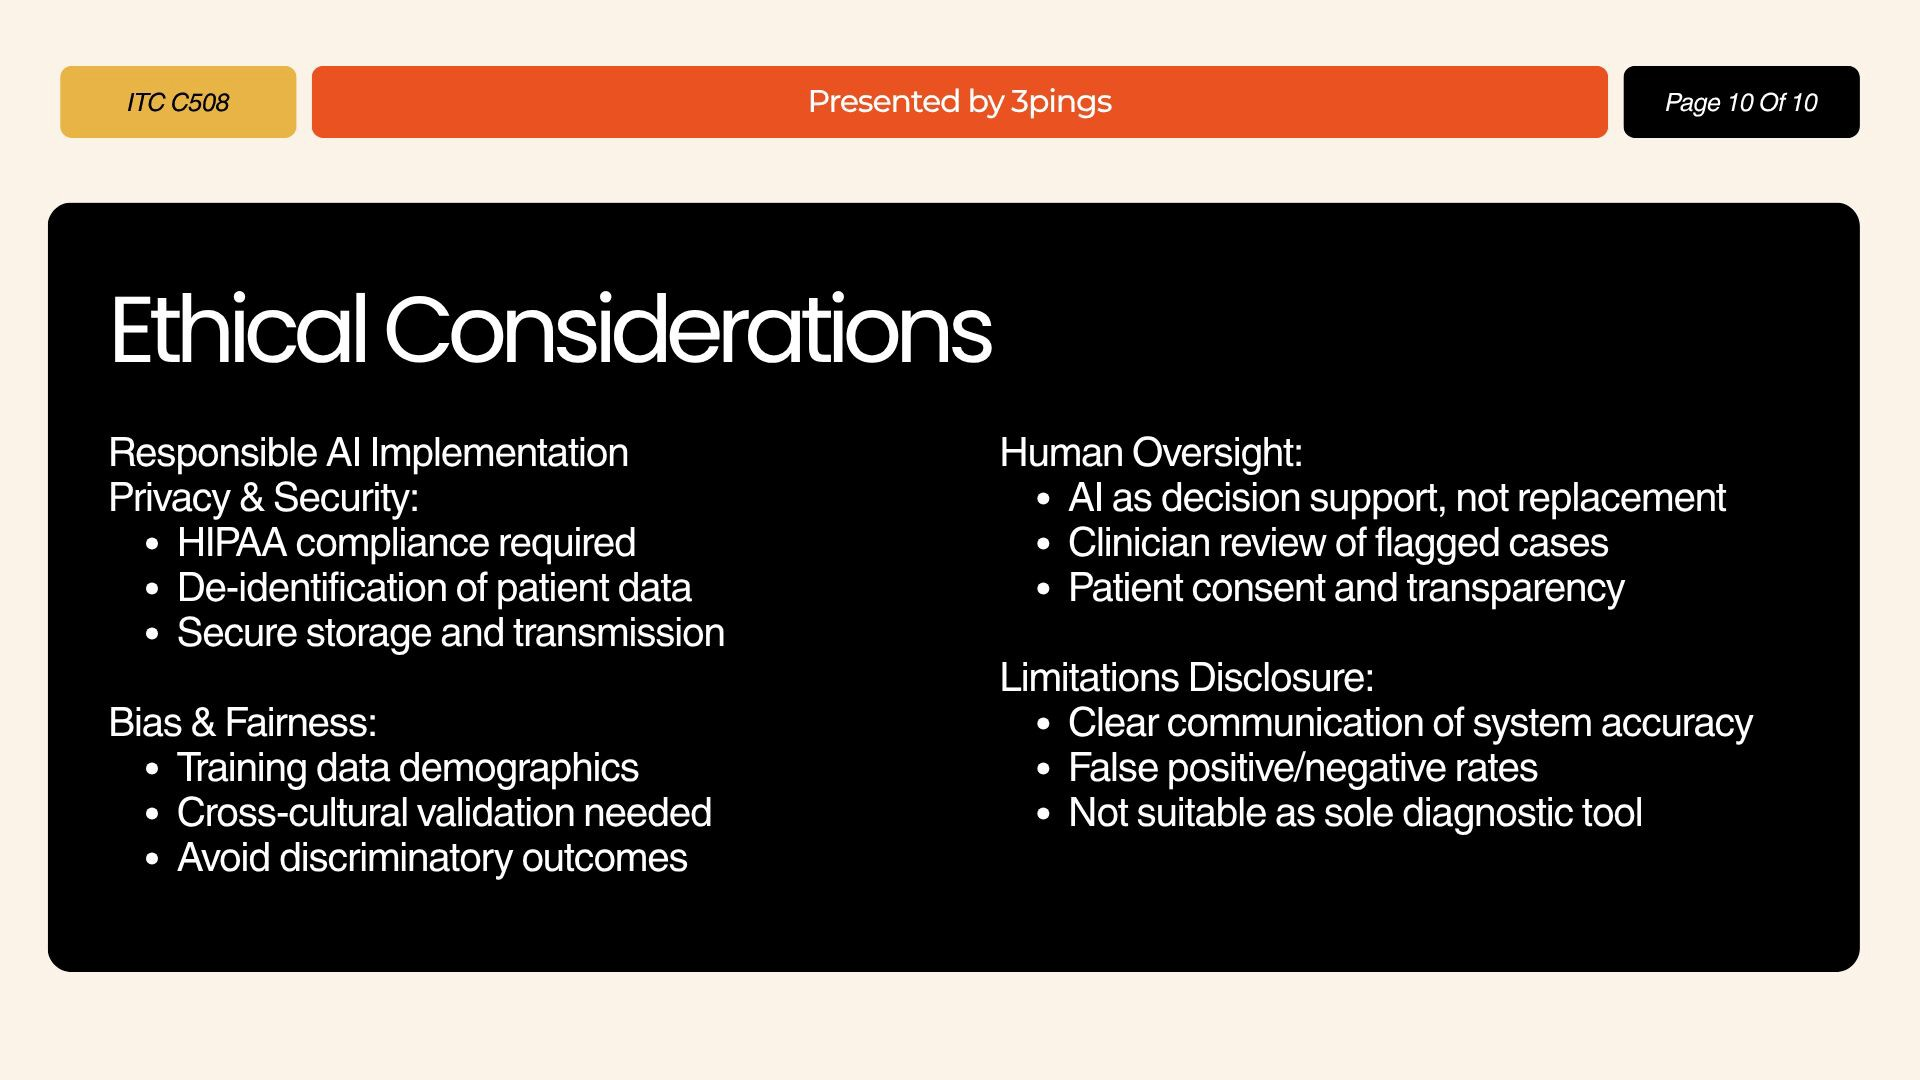 ITC C508
Presented by 3pings
Page 10 Of 10
Ethical Considerations
Responsible AI Implementation
Privacy & Security:
• HIPAA compliance required
• De-identification of patient data
• Secure storage and transmission
Bias & Fairness:
• Training data demographics
• Cross-cultural validation needed
• Avoid discriminatory outcomes
Human Oversight:
• AI as decision support, not replacement
• Clinician review of flagged cases
• Patient consent and transparency
Limitations Disclosure:
• Clear communication of system accuracy
• False positive/negative rates
• Not suitable as sole diagnostic tool